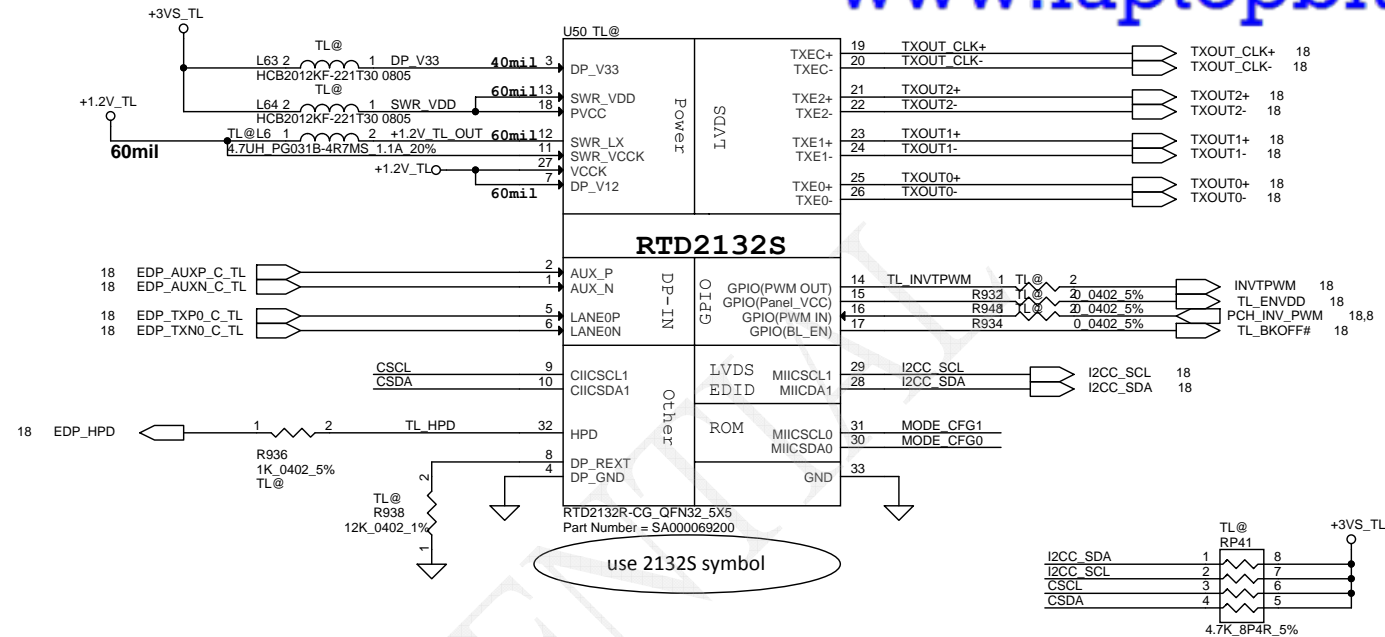 +3VS_TL
TL@
L63 2 1 DP_V33 40mil 3
HCB2012KF-221T30 0805
TL@
L64 2 1 SWR_VDD 60mil 13
18
HCB2012KF-221T30 0805
+1.2V_TL
60mil
TL@L6 1 2 +1.2V_TL_OUT 60mil 12
4.7UH_PG031B-4R7MS_1.1A_20% 11
27
+1.2V_TL 7
60mil
U50 TL@
DP_V33
SWR_VDD
PVCC
SWR_LX
SWR_VCCK
VCCK
DP_V12
Power
LVDS
TXEC+ 19 TXOUT_CLK+ TXOUT_CLK+ 18
TXEC- 20 TXOUT_CLK- TXOUT_CLK- 18
TXE2+ 21 TXOUT2+ TXOUT2+ 18
TXE2- 22 TXOUT2- TXOUT2- 18
TXE1+ 23 TXOUT1+ TXOUT1+ 18
TXE1- 24 TXOUT1- TXOUT1- 18
TXE0+ 25 TXOUT0+ TXOUT0+ 18
TXE0- 26 TXOUT0- TXOUT0- 18
RTD2132S
18 EDP_AUXP_C_TL 2 AUX_P
18 EDP_AUXN_C_TL 1 AUX_N
18 EDP_TXP0_C_TL 5 LANE0P
18 EDP_TXN0_C_TL 6 LANE0N
DP-IN
GPIO
GPIO(PWM OUT) 14 TL_INVTPWM 1 TL@ 2 INVTPWM 18
GPIO(Panel_VCC) 15 R932 1 TL@ 2 0_0402_5% TL_ENVDD 18
GPIO(PWM IN) 16 R948 1 TL@ 2 0_0402_5% PCH_INV_PWM 18,8
GPIO(BL_EN) 17 R934 0_0402_5% TL_BKOFF# 18
CSCL 9 CIICSCL1
CSDA 10 CIICSDA1
Other
LVDS
EDID
MIICSCL1 29 I2CC_SCL I2CC_SCL 18
MIICDA1 28 I2CC_SDA I2CC_SDA 18
18 EDP_HPD 1 2 TL_HPD 32 HPD
R936
1K_0402_5%
TL@
ROM
MIICSCL0 31 MODE_CFG1
MIICSDA0 30 MODE_CFG0
8 DP_REXT
4 DP_GND
GND 33
2
TL@
R938
12K_0402_1%
1
RTD2132R-CG_QFN32_5X5
Part Number = SA000069200
use 2132S symbol
TL@
RP41
+3VS_TL
I2CC_SDA 1 8
I2CC_SCL 2 7
CSCL 3 6
CSDA 4 5
4.7K_8P4R_5%